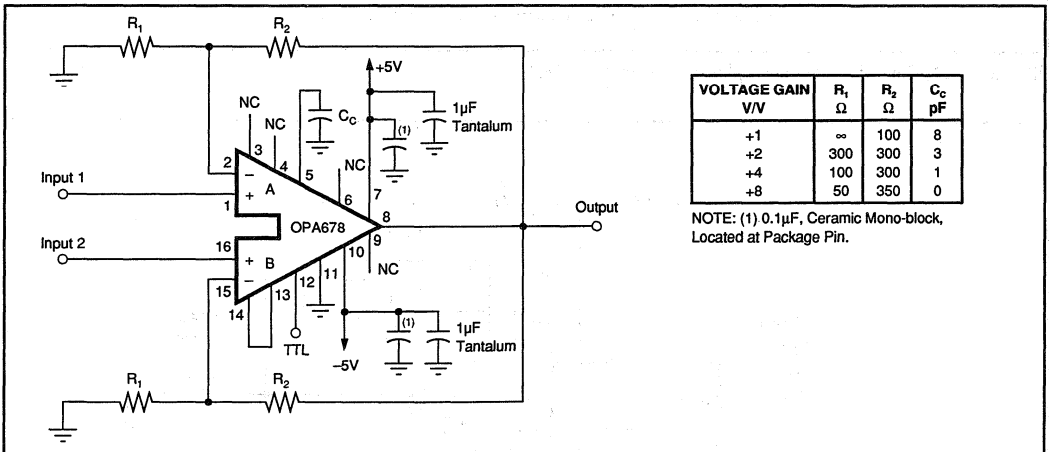 R₁
R₂
+5V
NC
NC
C_C
(1)
1µF
Tantalum
NC
2
3
4
5
6
7
8
9
10
11
12
13
14
15
16
1
−
A
+
+
B
−
Input 1
Input 2
OPA678
Output
NC
TTL
−5V
(1)
1µF
Tantalum
R₁
R₂
VOLTAGE GAIN V/V R₁ Ω R₂ Ω C_C pF
+1 ∞ 100 8
+2 300 300 3
+4 100 300 1
+8 50 350 0
NOTE: (1) 0.1µF, Ceramic Mono-block,
Located at Package Pin.